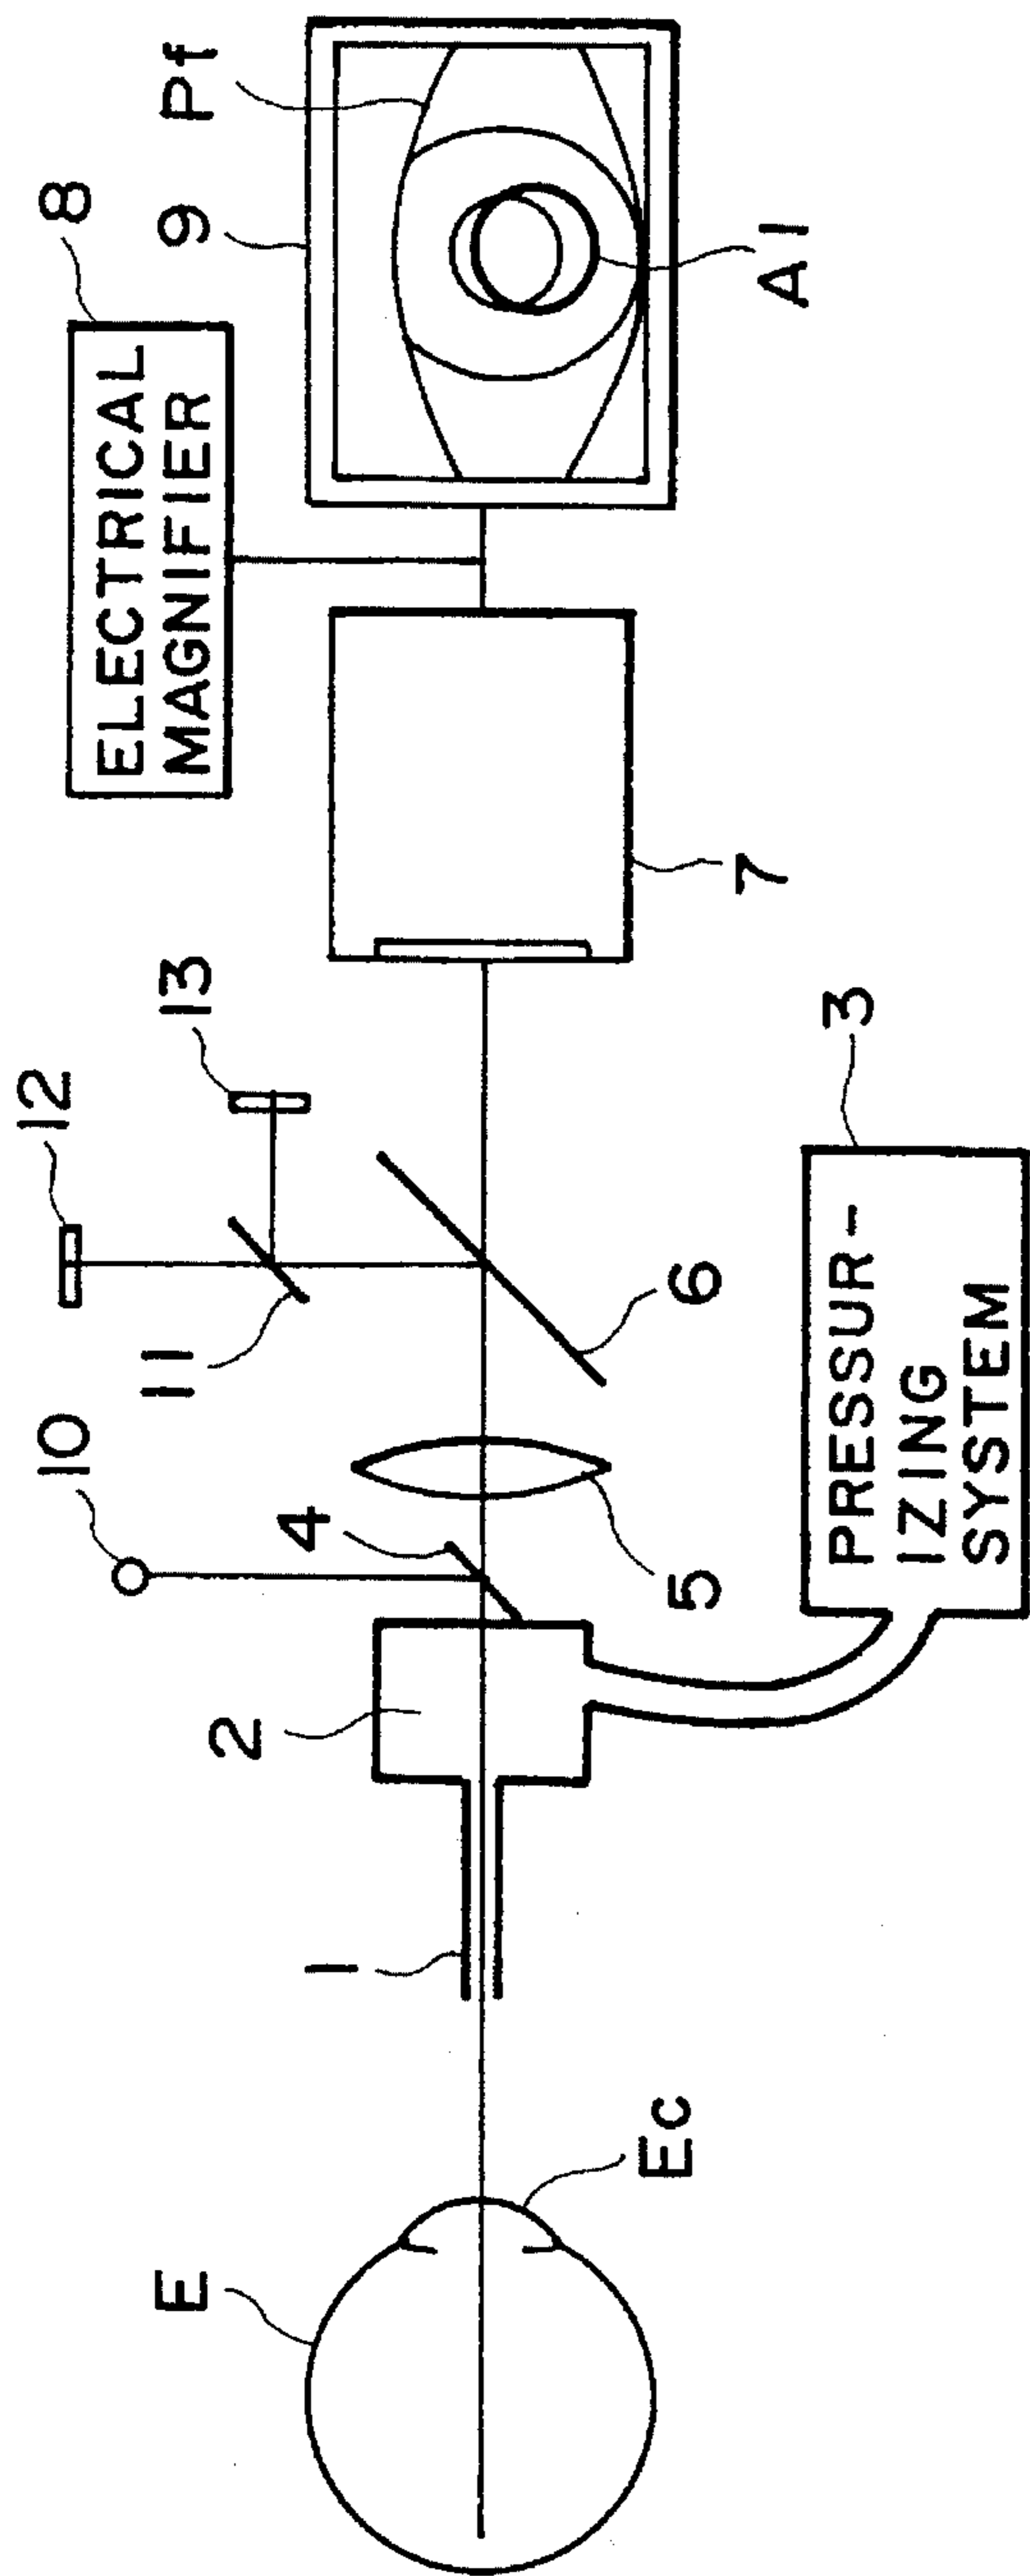 8
9
Pf
ELECTRICAL
MAGNIFIER
A1
7
12
13
3
11
6
10
4
5
PRESSUR-
IZING
SYSTEM
2
1
E
Ec